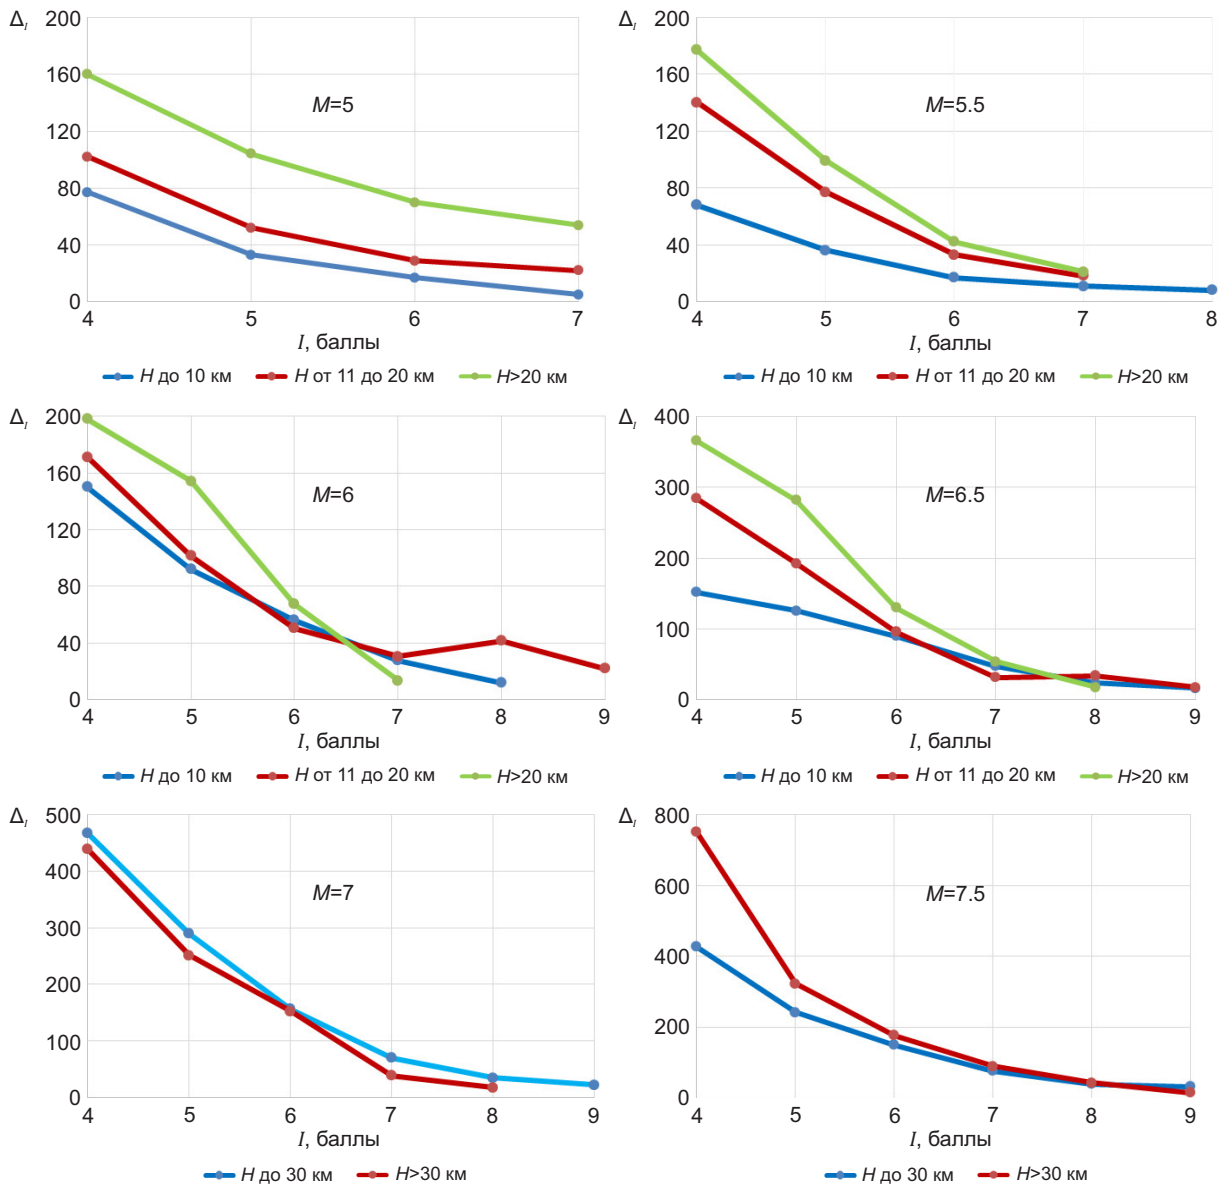 ΔI 200 160 120 80 40 0
M=5
4 5 6 7
I, баллы
H до 10 км H от 11 до 20 км H>20 км
ΔI 200 160 120 80 40 0
M=5.5
4 5 6 7 8
I, баллы
H до 10 км H от 11 до 20 км H>20 км
ΔI 200 160 120 80 40 0
M=6
4 5 6 7 8 9
I, баллы
H до 10 км H от 11 до 20 км H>20 км
ΔI 400 300 200 100 0
M=6.5
4 5 6 7 8 9
I, баллы
H до 10 км H от 11 до 20 км H>20 км
ΔI 500 400 300 200 100 0
M=7
4 5 6 7 8 9
I, баллы
H до 30 км H>30 км
ΔI 800 600 400 200 0
M=7.5
4 5 6 7 8 9
I, баллы
H до 30 км H>30 км